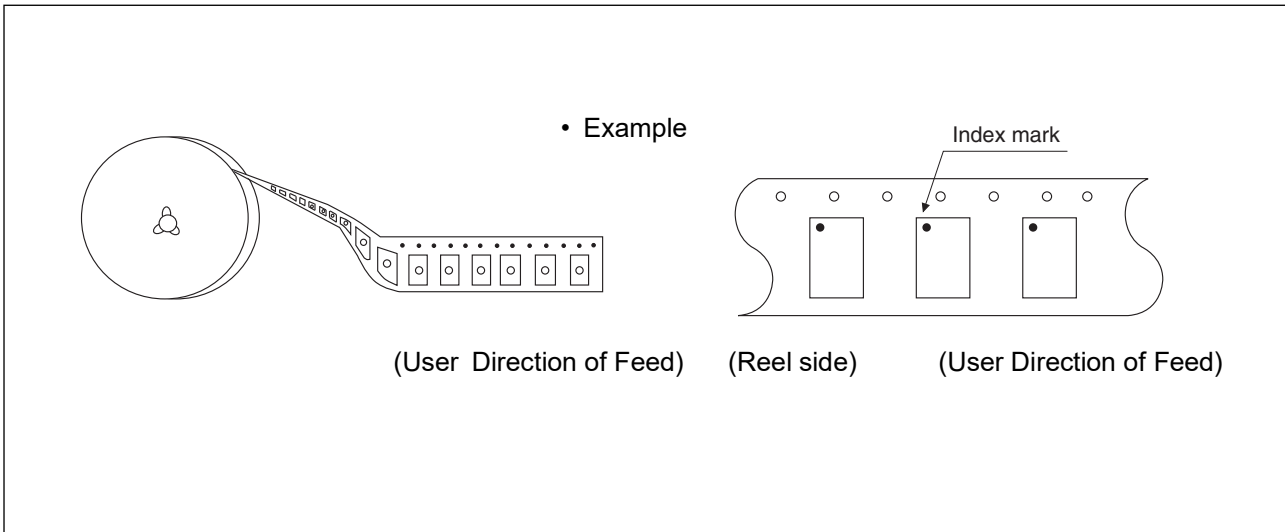 • Example
Index mark
(User Direction of Feed)
(Reel side)
(User Direction of Feed)